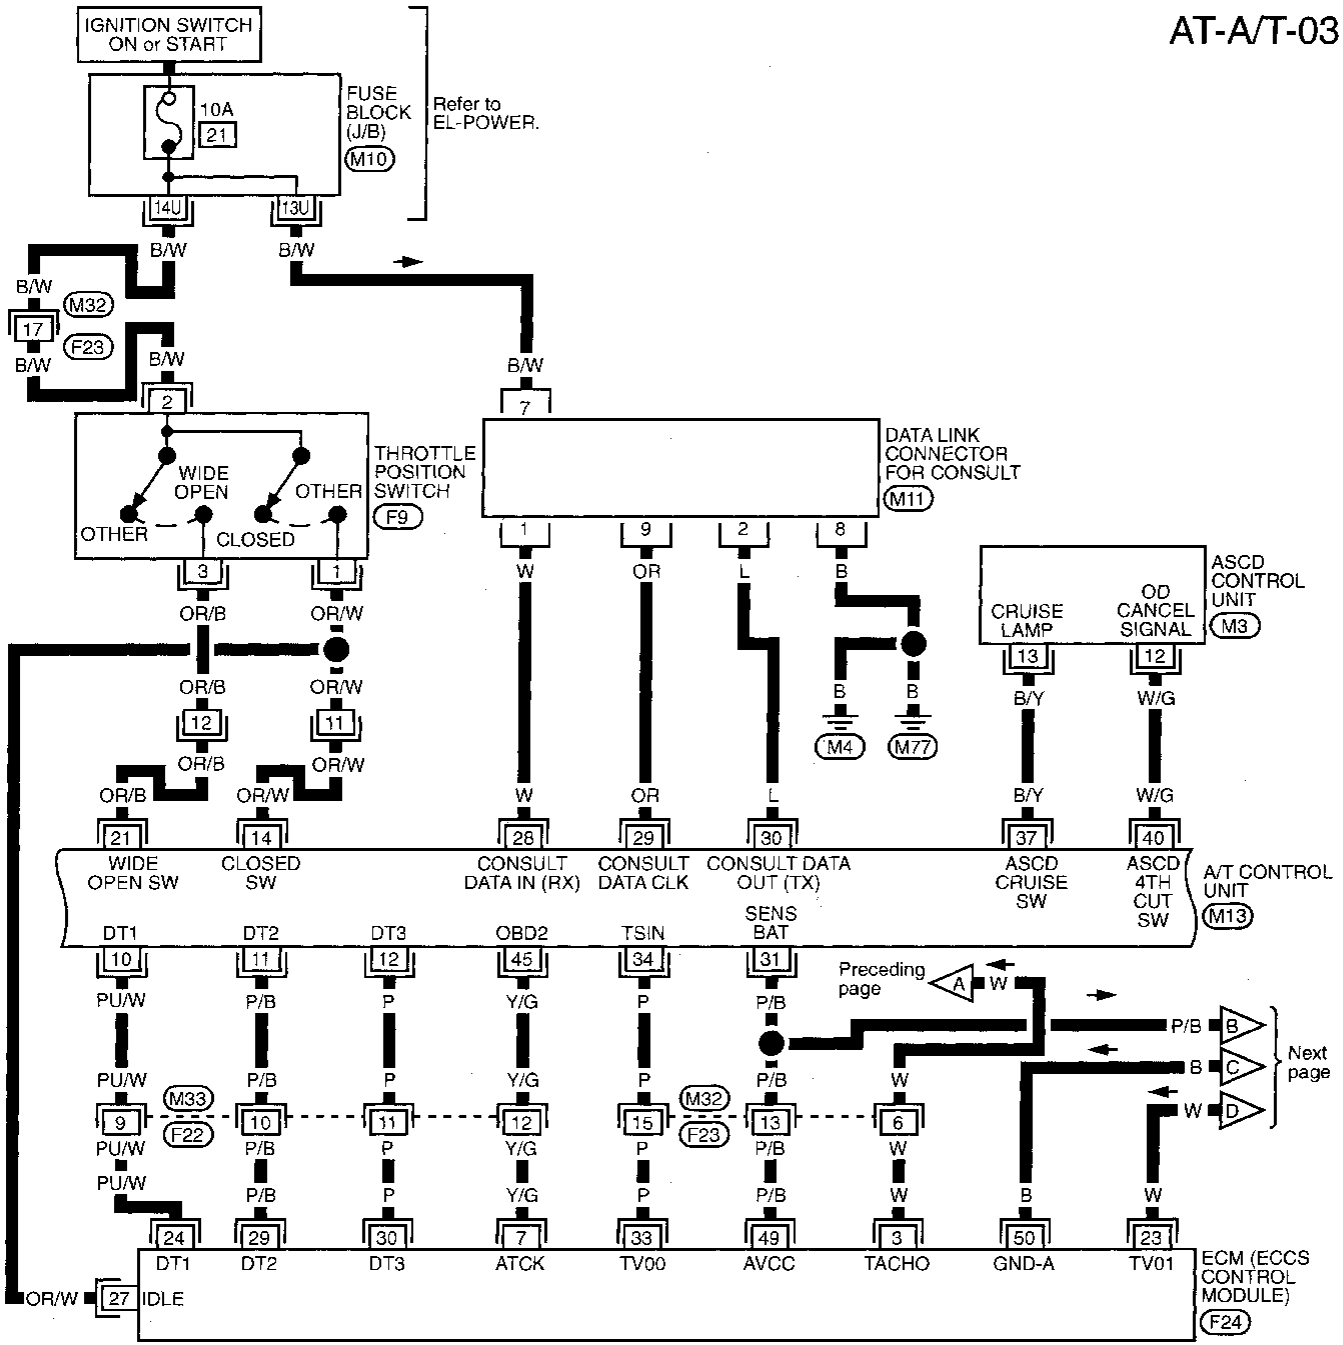 AT-A/T-03
IGNITION SWITCH
ON or START
10A
21
FUSE
BLOCK
(J/B)
M10
Refer to
EL-POWER.
14U
13U
B/W
B/W
B/W
M32
17
F23
B/W
B/W
B/W
2
7
WIDE
OPEN
OTHER
OTHER
CLOSED
THROTTLE
POSITION
SWITCH
F9
DATA LINK
CONNECTOR
FOR CONSULT
M11
3
1
1
9
2
8
OR/B
OR/W
W
OR
L
B
CRUISE
LAMP
OD
CANCEL
SIGNAL
ASCD
CONTROL
UNIT
M3
13
12
OR/B
OR/W
B
B
B/Y
W/G
12
11
M4
M77
OR/B
OR/W
OR/B
OR/W
W
OR
L
B/Y
W/G
21
14
28
29
30
37
40
WIDE
OPEN SW
CLOSED
SW
CONSULT
DATA IN (RX)
CONSULT
DATA CLK
CONSULT DATA
OUT (TX)
ASCD
CRUISE
SW
ASCD
4TH
CUT
SW
A/T CONTROL
UNIT
M13
DT1
DT2
DT3
OBD2
TSIN
SENS
BAT
10
11
12
45
34
31
Preceding
page
A
W
PU/W
P/B
P
Y/G
P
P/B
P/B
B
B
C
W
D
Next
page
PU/W
P/B
P
Y/G
P
P/B
W
9
M33
F22
10
11
12
15
M32
F23
13
6
PU/W
P/B
P
Y/G
P
P/B
W
PU/W
P/B
P
Y/G
P
P/B
W
B
W
24
29
30
7
33
49
3
50
23
DT1
DT2
DT3
ATCK
TV00
AVCC
TACHO
GND-A
TV01
OR/W
27
IDLE
ECM (ECCS
CONTROL
MODULE)
F24